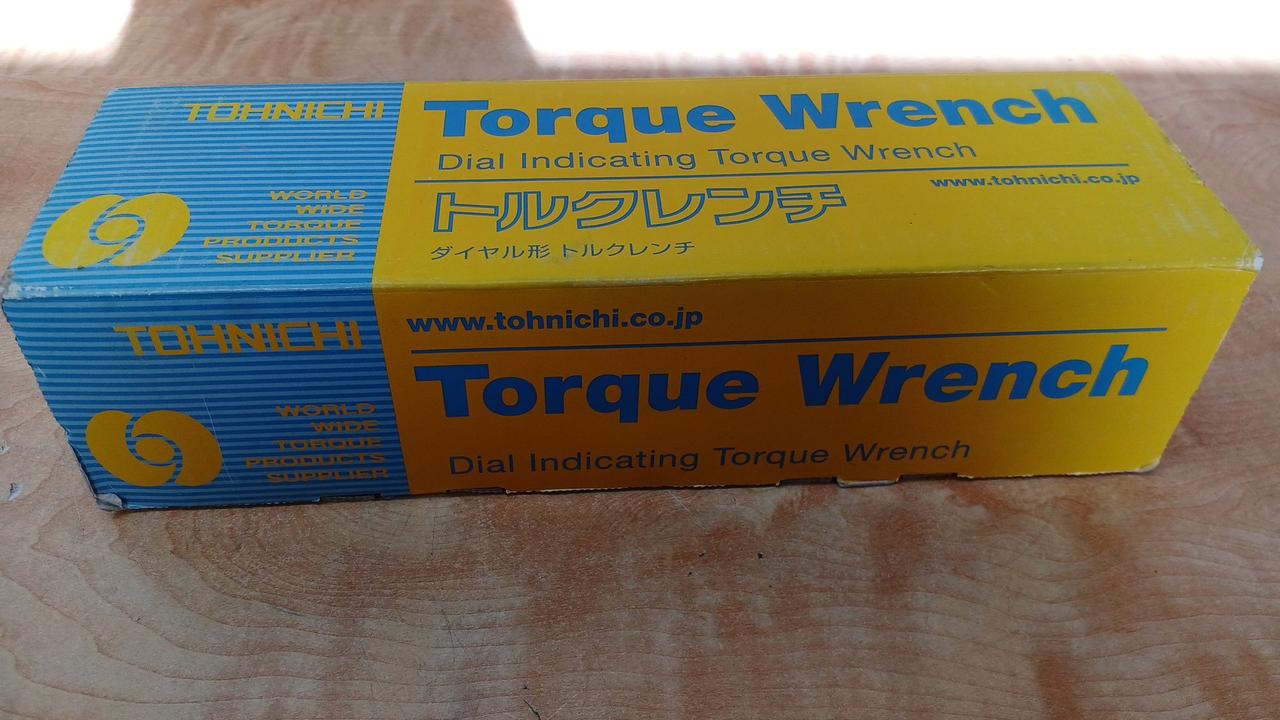 TOHNICHI
WORLD
WIDE
TORQUE
PRODUCTS
SUPPLIER
Torque Wrench
Dial Indicating Torque Wrench
www.tohnichi.co.jp
トルクレンチ
ダイヤル形 トルクレンチ
TOHNICHI
WORLD
WIDE
TORQUE
PRODUCTS
SUPPLIER
www.tohnichi.co.jp
Torque Wrench
Dial Indicating Torque Wrench